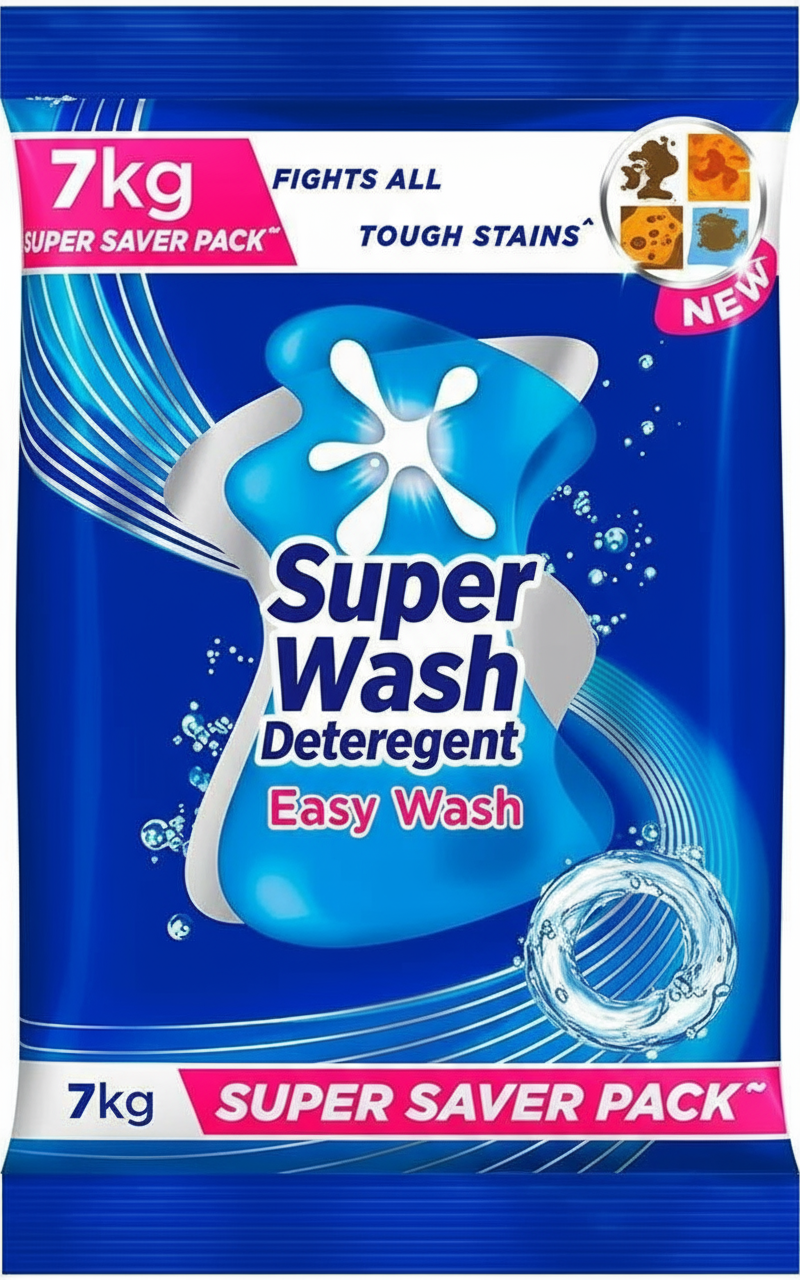 7kg
SUPER SAVER PACK~
FIGHTS ALL
TOUGH STAINS^
NEW
Super
Wash
Deteregent
Easy Wash
7kg
SUPER SAVER PACK~